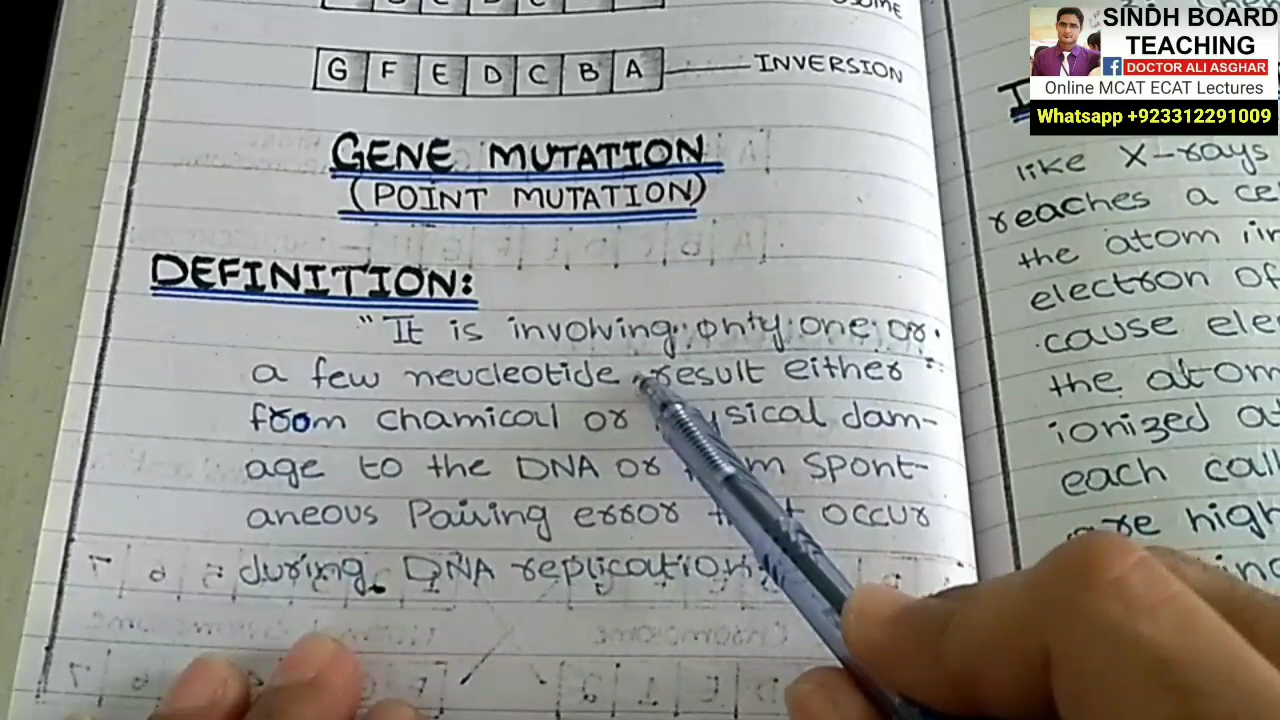 SINDH BOARD
TEACHING
f DOCTOR ALI ASGHAR
Online MCAT ECAT Lectures
Whatsapp +923312291009
G F E D C B A INVERSION
GENE MUTATION
(POINT MUTATION)
DEFINITION:
"It is involving only one or
a few neucleotide result either
from chamical or physical dam-
age to the DNA or from spont-
aneous Pairing error that occur
during DNA replication
like X-rays
reaches a ce
the atom
electron of
cause ele
the atom
ionized at
each call
are high